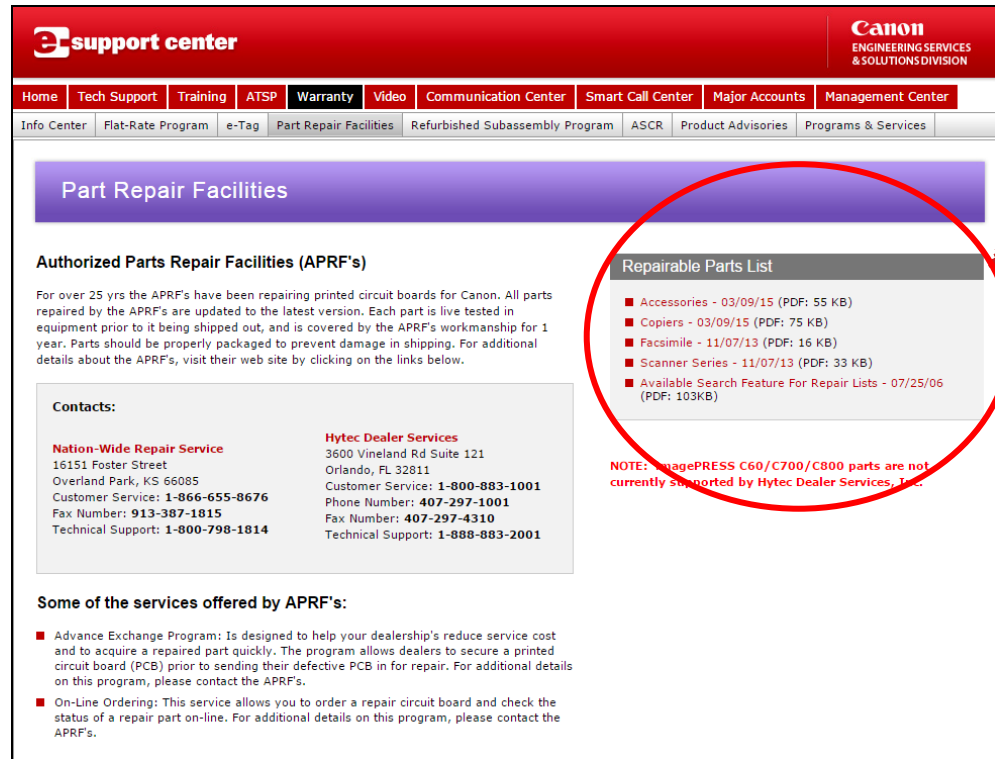 e-support center
Canon
ENGINEERING SERVICES
& SOLUTIONS DIVISION
Home Tech Support Training ATSP Warranty Video Communication Center Smart Call Center Major Accounts Management Center
Info Center Flat-Rate Program e-Tag Part Repair Facilities Refurbished Subassembly Program ASCR Product Advisories Programs & Services
Part Repair Facilities
Authorized Parts Repair Facilities (APRF's)
For over 25 yrs the APRF's have been repairing printed circuit boards for Canon. All parts
repaired by the APRF's are updated to the latest version. Each part is live tested in
equipment prior to it being shipped out, and is covered by the APRF's workmanship for 1
year. Parts should be properly packaged to prevent damage in shipping. For additional
details about the APRF's, visit their web site by clicking on the links below.
Contacts:
Nation-Wide Repair Service
16151 Foster Street
Overland Park, KS 66085
Customer Service: 1-866-655-8676
Fax Number: 913-387-1815
Technical Support: 1-800-798-1814
Hytec Dealer Services
3600 Vineland Rd Suite 121
Orlando, FL 32811
Customer Service: 1-800-883-1001
Phone Number: 407-297-1001
Fax Number: 407-297-4310
Technical Support: 1-888-883-2001
Some of the services offered by APRF's:
Advance Exchange Program: Is designed to help your dealership's reduce service cost
and to acquire a repaired part quickly. The program allows dealers to secure a printed
circuit board (PCB) prior to sending their defective PCB in for repair. For additional details
on this program, please contact the APRF's.
On-Line Ordering: This service allows you to order a repair circuit board and check the
status of a repair part on-line. For additional details on this program, please contact the
APRF's.
Repairable Parts List
Accessories - 03/09/15 (PDF: 55 KB)
Copiers - 03/09/15 (PDF: 75 KB)
Facsimile - 11/07/13 (PDF: 16 KB)
Scanner Series - 11/07/13 (PDF: 33 KB)
Available Search Feature For Repair Lists - 07/25/06
(PDF: 103KB)
NOTE: imagePRESS C60/C700/C800 parts are not
currently supported by Hytec Dealer Services, Inc.